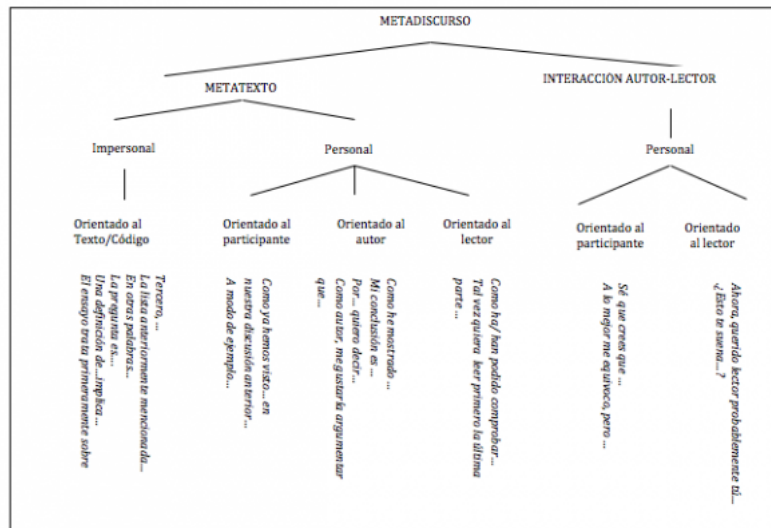 METADISCURSO
METATEXTO
INTERACCIÓN AUTOR-LECTOR
Impersonal
Personal
Personal
Orientado al
Texto/Código
Orientado al
participante
Orientado al
autor
Orientado al
lector
Orientado al
participante
Orientado
al lector
Tercero, ...
La lista anteriormente mencionada...
En otras palabras...
La pregunta es....
Una definición de...implica...
El ensayo trata primeramente sobre
Como ya hemos visto... en
nuestra discusión anterior...
A modo de ejemplo...
Como he mostrado ...
Mi conclusión es ...
Por... quiero decir...
Como autor, me gustaría argumentar
que...
Como ha/ han podido comprobar ...
Tal vez quiera leer primero la última
parte ...
Sé que crees que ...
A lo mejor me equivoco, pero ...
Ahora, querido lector probablemente tú...
¿Esto te suena...?